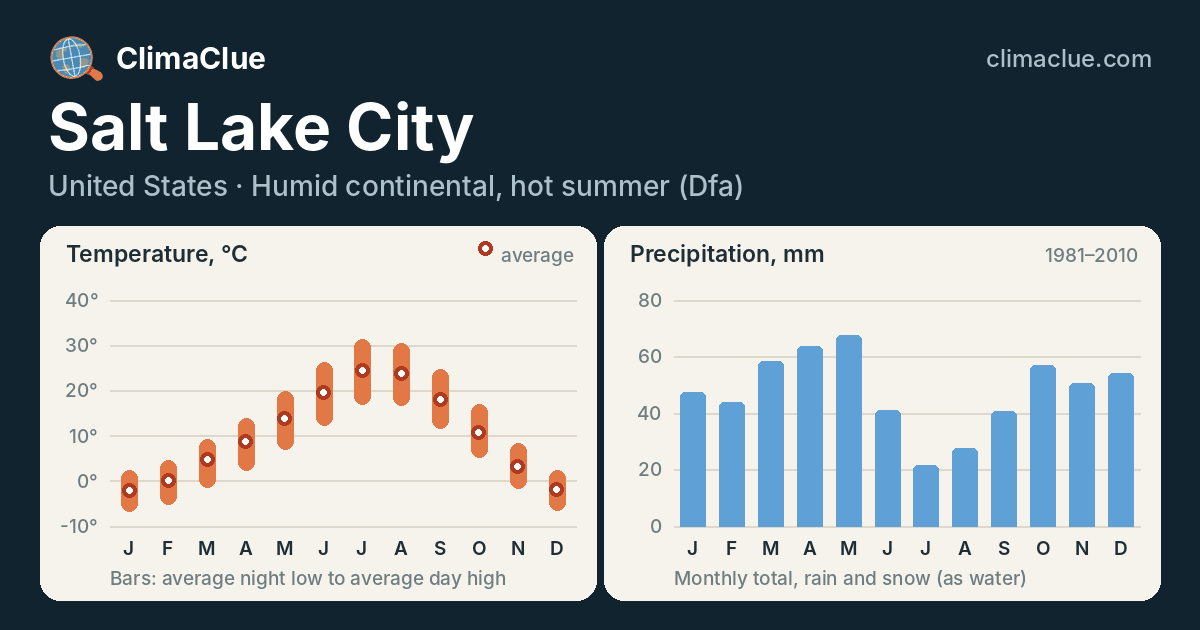 ClimaClue
climaclue.com
Salt Lake City
United States · Humid continental, hot summer (Dfa)
Temperature, °C
average
40°
30°
20°
10°
0°
-10°
J F M A M J J A S O N D
Bars: average night low to average day high
Precipitation, mm
1981–2010
80
60
40
20
0
J F M A M J J A S O N D
Monthly total, rain and snow (as water)